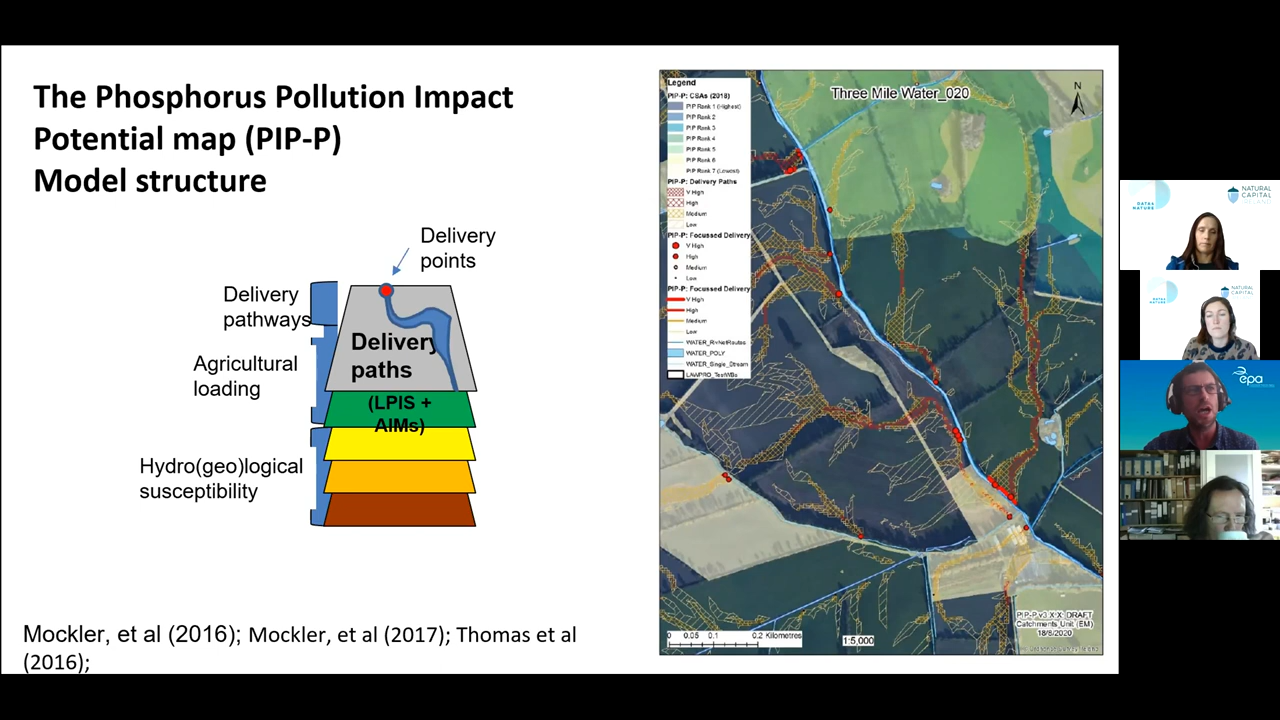 The Phosphorus Pollution Impact
Potential map (PIP-P)
Model structure
Delivery
points
Delivery
pathways
Agricultural
loading
Delivery
paths
(LPIS +
AIMs)
Hydro(geo)logical
susceptibility
Mockler, et al (2016); Mockler, et al (2017); Thomas et al
(2016);
Legend
PIP-P: CSAs (2018)
PIP Rank 1 (Highest)
PIP Rank 2
PIP Rank 3
PIP Rank 4
PIP Rank 5
PIP Rank 6
PIP Rank 7 (Lowest)
PIP-P: Delivery Paths
V High
High
Medium
Low
PIP-P: Focussed Delivery
V High
High
Medium
Low
PIP-P: Focussed Delivery
V High
High
Medium
Low
WATER_RivNetRoutes
WATER_POLY
WATER_Single_Stream
LAWPRO_TestWBs
Three Mile Water_020
N
0 0.05 0.1 0.2 Kilometres
1:5,000
PIP-P v3 X X DRAFT
Catchments Unit (EM)
18/8/2020
NATURAL
CAPITAL
NATURAL
CAPITAL
epa